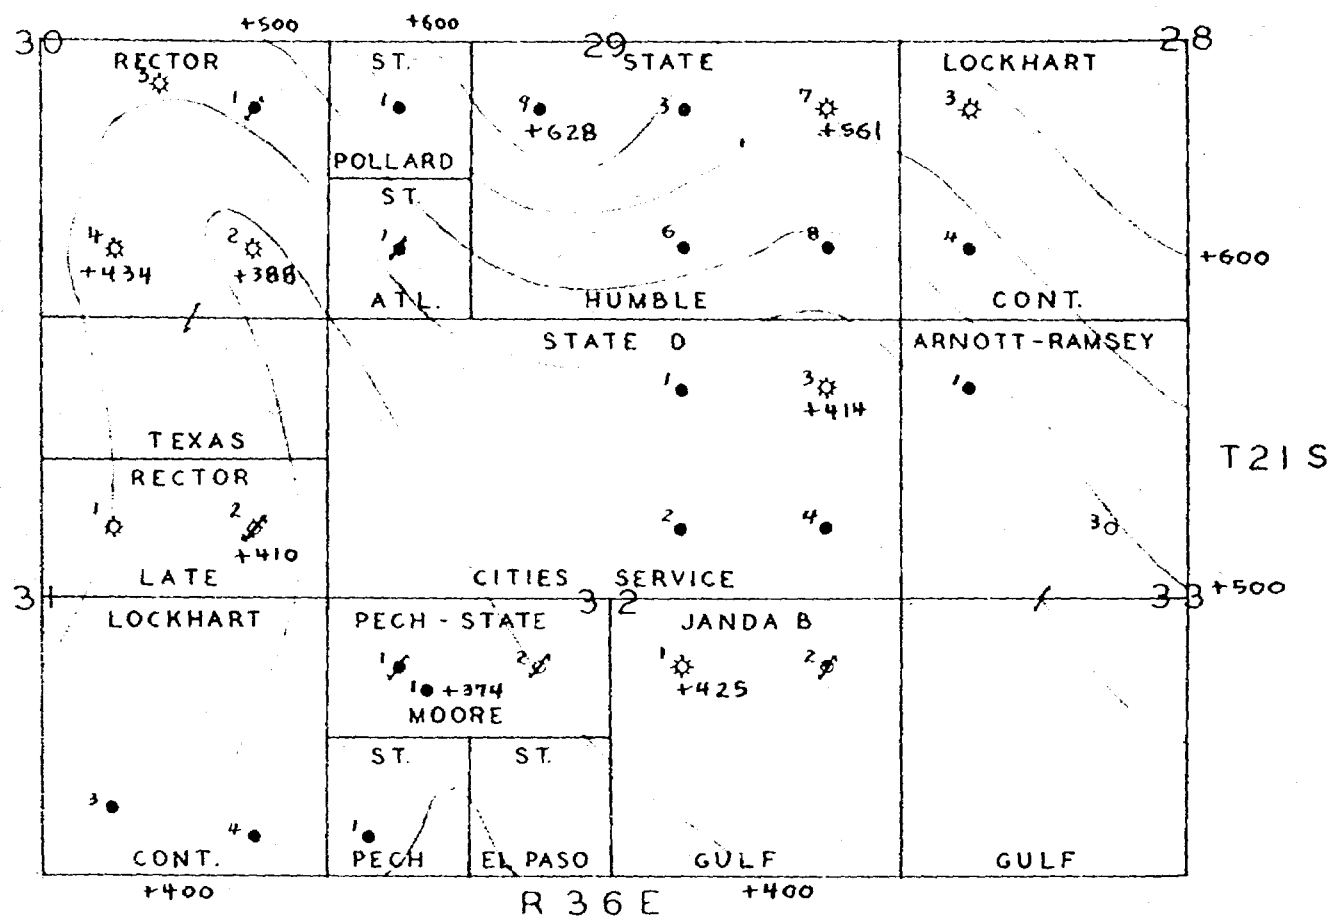 +500 +600
30 29 28
RECTOR ST. STATE LOCKHART
3 1 1 9 3 7 3
+628 +561
POLLARD
ST.
4 2 1 6 8 4
+434 +388 +600
ATL. HUMBLE CONT.
STATE D ARNOTT-RAMSEY
1 3 1
+414
TEXAS T21S
RECTOR
1 2 2 4 3
+410
LATE CITIES SERVICE +500
31 32 33
LOCKHART PECH-STATE JANDA B
1 2 1 2
1 +374 +425
MOORE
ST. ST.
3
4 1
CONT. PECH EL PASO GULF GULF
+400 +400
R 36 E